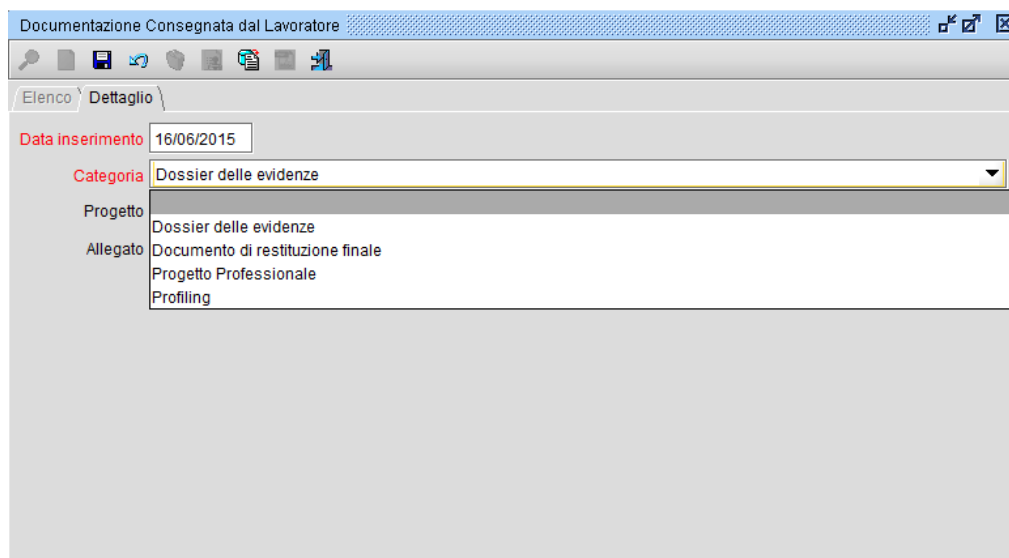 Documentazione Consegnata dal Lavoratore
Elenco Dettaglio
Data inserimento 16/06/2015
Categoria Dossier delle evidenze
Progetto
Dossier delle evidenze
Allegato Documento di restituzione finale
Progetto Professionale
Profiling